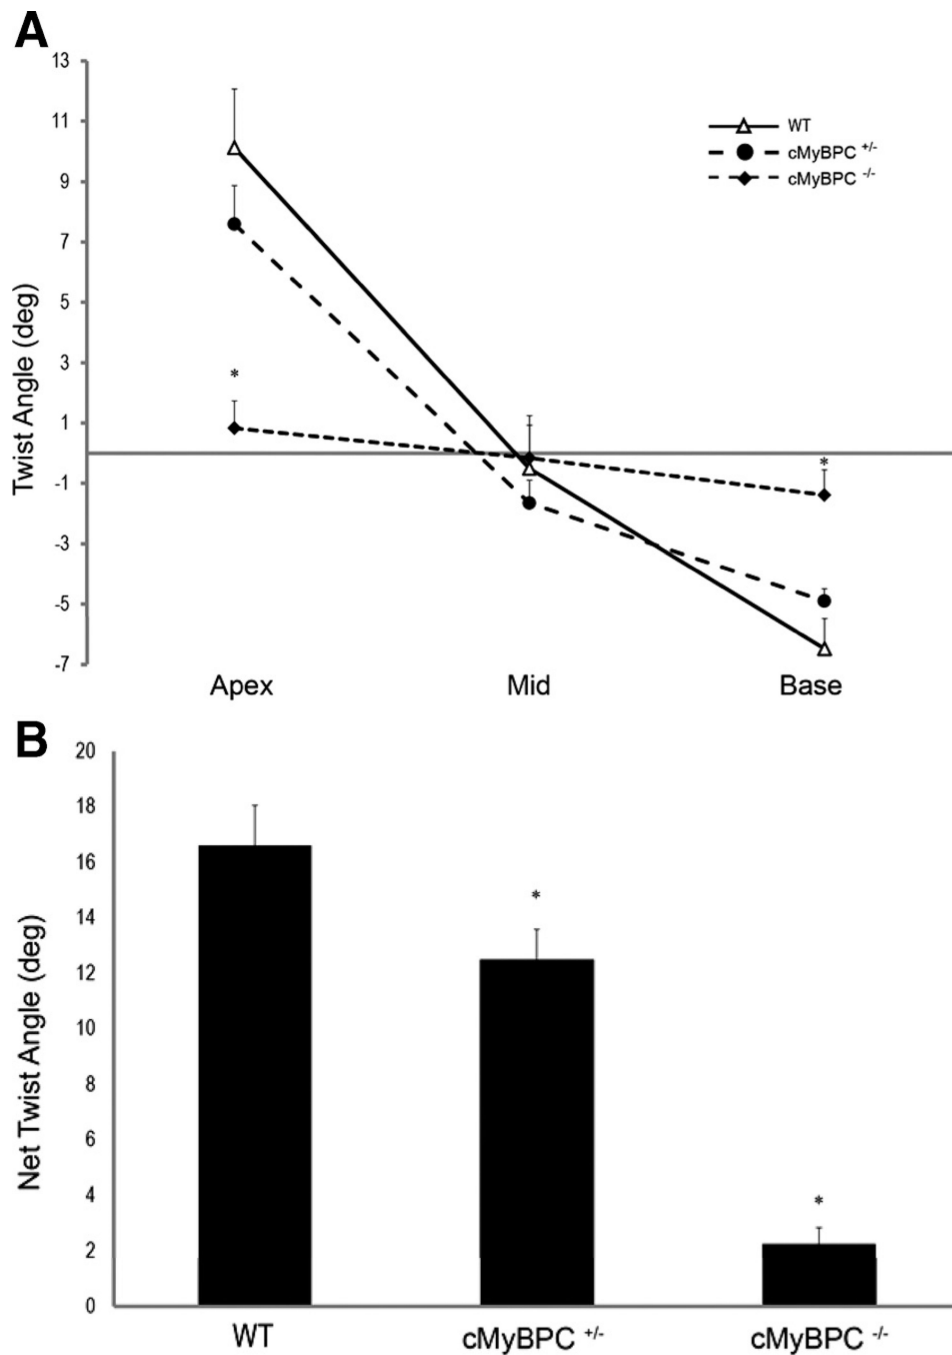 A
13
11
9
7
5
3
1
-1
-3
-5
-7
Twist Angle (deg)
WT
cMyBPC +/-
cMyBPC -/-
*
*
Apex Mid Base
B
20
18
16
14
12
10
8
6
4
2
0
Net Twist Angle (deg)
*
*
WT cMyBPC +/- cMyBPC -/-